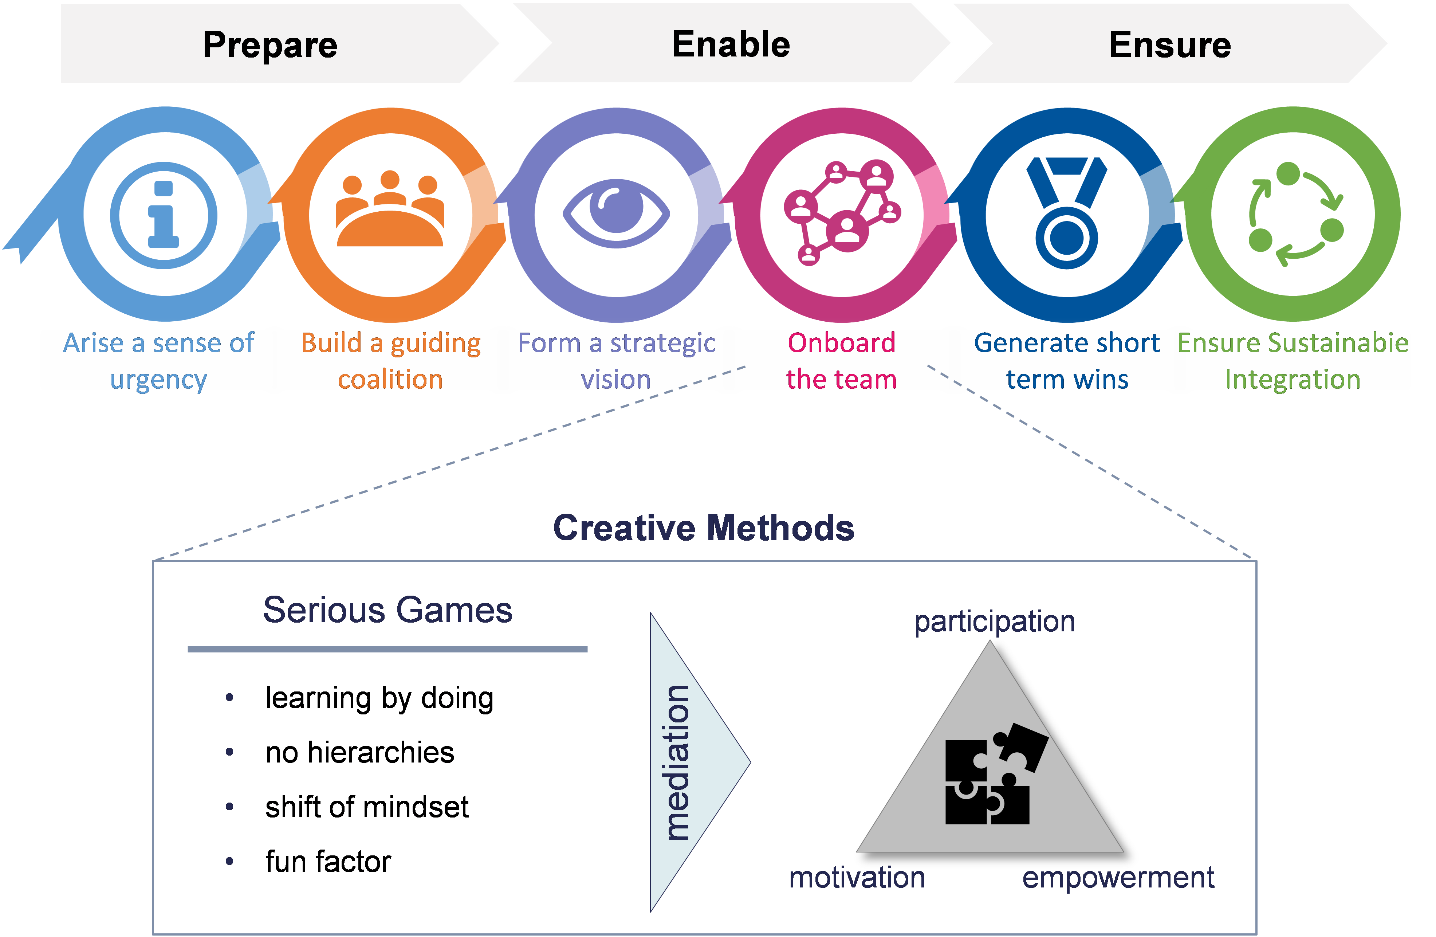 Prepare
Enable
Ensure
Arise a sense of
urgency
Build a guiding
coalition
Form a strategic
vision
Onboard
the team
Generate short
term wins
Ensure Sustainabie
Integration
Creative Methods
Serious Games
• learning by doing
• no hierarchies
• shift of mindset
• fun factor
mediation
participation
motivation
empowerment